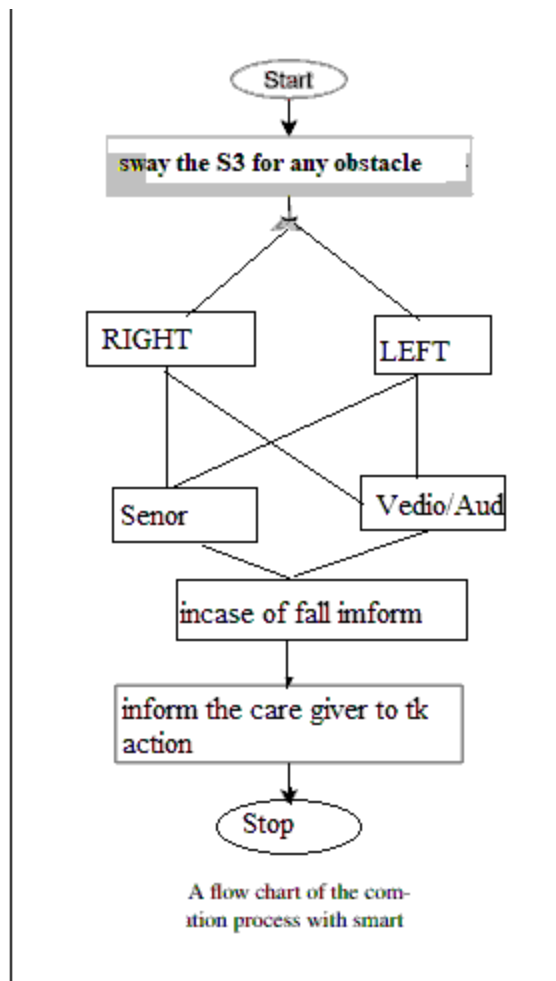 Start
sway the S3 for any obstacle
RIGHT
LEFT
Senor
Vedio/Aud
incase of fall imform
inform the care giver to tk
action
Stop
A flow chart of the com-
tion process with smart